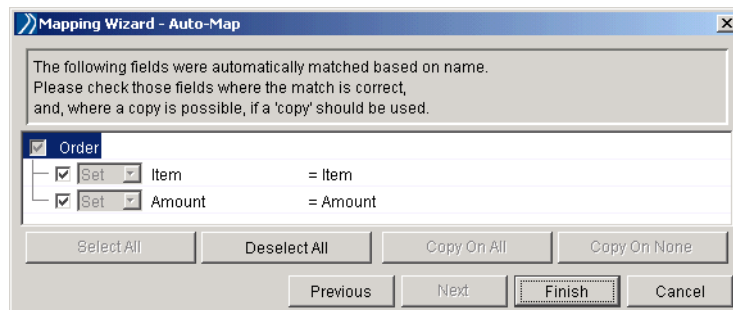 Mapping Wizard - Auto-Map
The following fields were automatically matched based on name.
Please check those fields where the match is correct,
and, where a copy is possible, if a 'copy' should be used.
Order
Set Item = Item
Set Amount = Amount
Select All Deselect All Copy On All Copy On None
Previous Next Finish Cancel